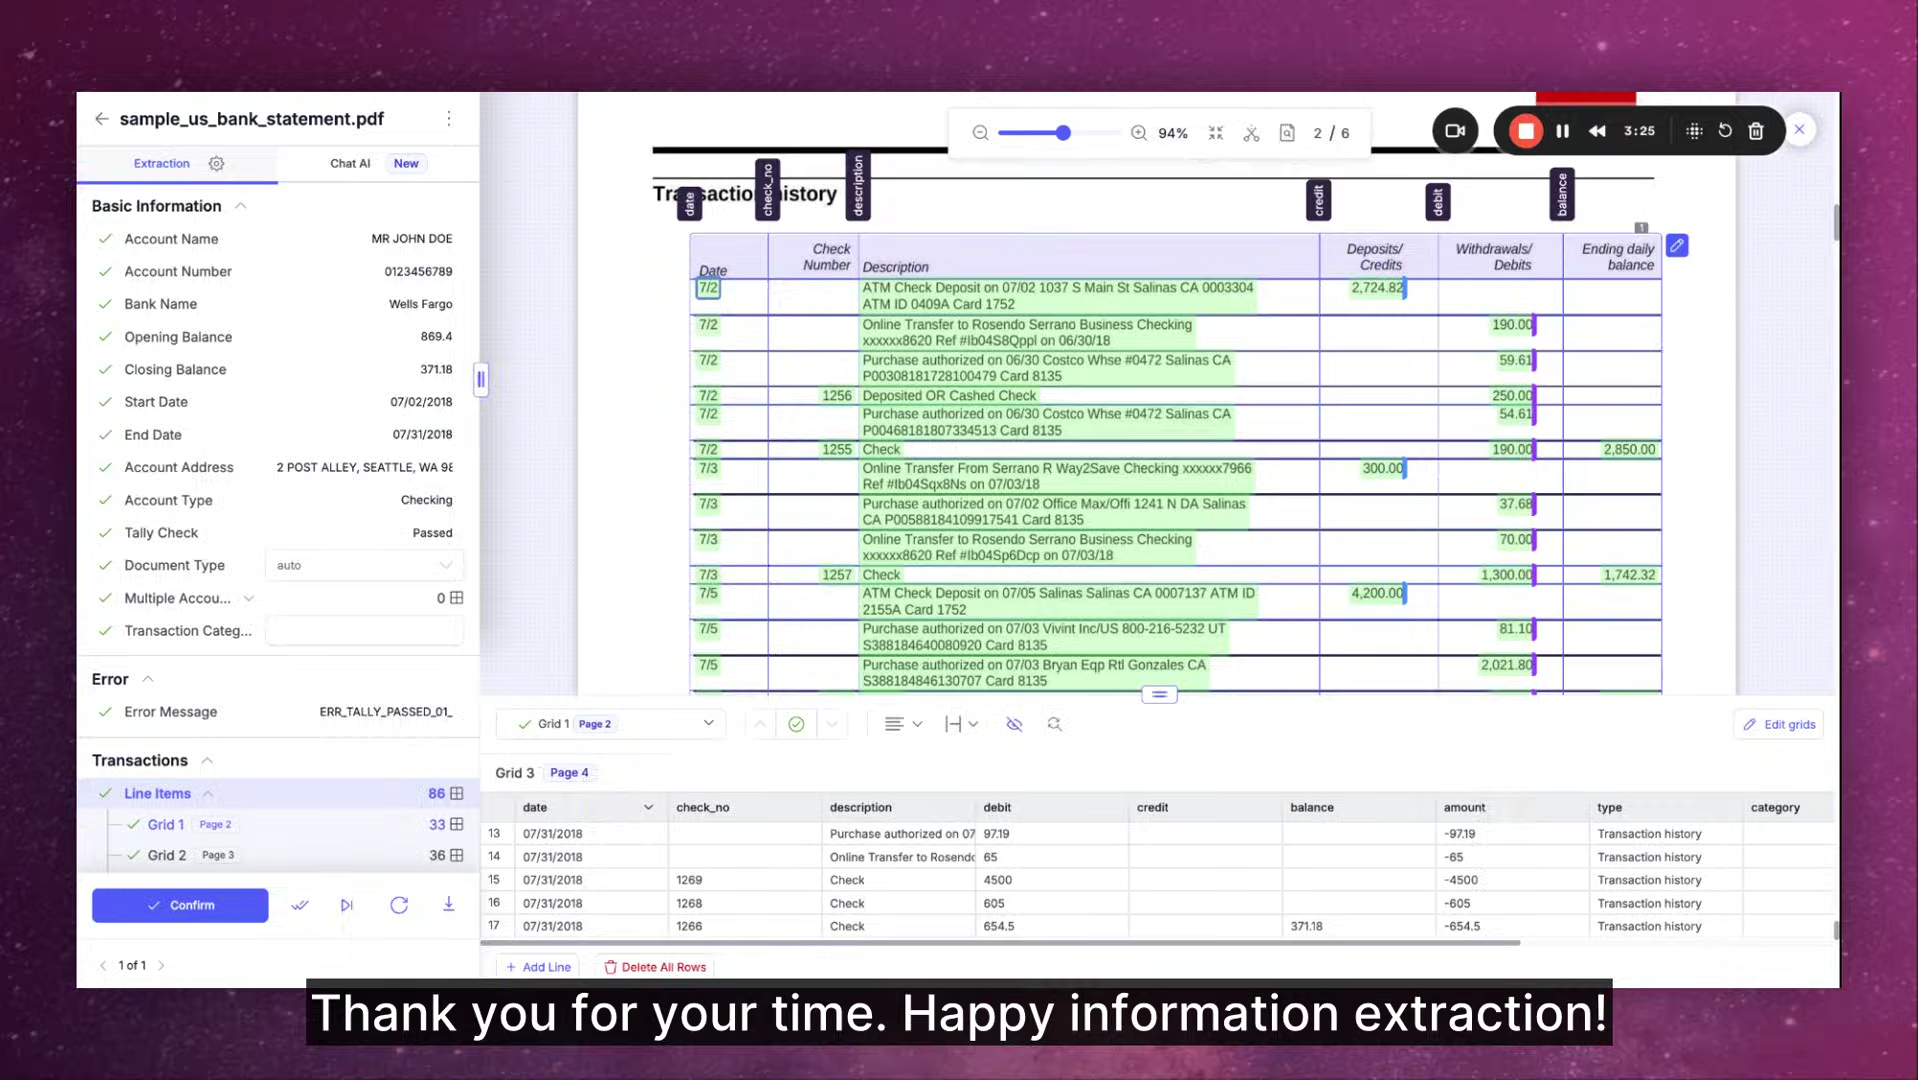 sample_us_bank_statement.pdf
Extraction
Chat AI New
Basic Information
Account Name MR JOHN DOE
Account Number 0123456789
Bank Name Wells Fargo
Opening Balance 869.4
Closing Balance 371.18
Start Date 07/02/2018
End Date 07/31/2018
Account Address 2 POST ALLEY, SEATTLE, WA 98
Account Type Checking
Tally Check Passed
Document Type auto
Multiple Accou... 0
Transaction Categ...
Error
Error Message ERR_TALLY_PASSED_01_
Transactions
Line Items 86
Grid 1 Page 2 33
Grid 2 Page 3 36
Confirm
1 of 1
94% 2 / 6
3:25
Transaction history
date check_no description credit debit balance
1
Date Check Number Description Deposits/ Credits Withdrawals/ Debits Ending daily balance
7/2 ATM Check Deposit on 07/02 1037 S Main St Salinas CA 0003304 2,724.82
ATM ID 0409A Card 1752
7/2 Online Transfer to Rosendo Serrano Business Checking 190.00
xxxxxx8620 Ref #Ib04S8Qppl on 06/30/18
7/2 Purchase authorized on 06/30 Costco Whse #0472 Salinas CA 59.61
P00308181728100479 Card 8135
7/2 1256 Deposited OR Cashed Check 250.00
7/2 Purchase authorized on 06/30 Costco Whse #0472 Salinas CA 54.61
P00468181807334513 Card 8135
7/2 1255 Check 190.00 2,850.00
7/3 Online Transfer From Serrano R Way2Save Checking xxxxxx7966 300.00
Ref #Ib04Sqx8Ns on 07/03/18
7/3 Purchase authorized on 07/02 Office Max/Offi 1241 N DA Salinas 37.68
CA P00588184109917541 Card 8135
7/3 Online Transfer to Rosendo Serrano Business Checking 70.00
xxxxxx8620 Ref #Ib04Sp6Dcp on 07/03/18
7/3 1257 Check 1,300.00 1,742.32
7/5 ATM Check Deposit on 07/05 Salinas Salinas CA 0007137 ATM ID 4,200.00
2155A Card 1752
7/5 Purchase authorized on 07/03 Vivint Inc/US 800-216-5232 UT 81.10
S388184640080920 Card 8135
7/5 Purchase authorized on 07/03 Bryan Eqp Rtl Gonzales CA 2,021.80
S388184846130707 Card 8135
Grid 1 Page 2
Edit grids
Grid 3 Page 4
date check_no description debit credit balance amount type category
13 07/31/2018 Purchase authorized on 07 97.19 -97.19 Transaction history
14 07/31/2018 Online Transfer to Rosendo 65 -65 Transaction history
15 07/31/2018 1269 Check 4500 -4500 Transaction history
16 07/31/2018 1268 Check 605 -605 Transaction history
17 07/31/2018 1266 Check 654.5 371.18 -654.5 Transaction history
+ Add Line Delete All Rows
Thank you for your time. Happy information extraction!